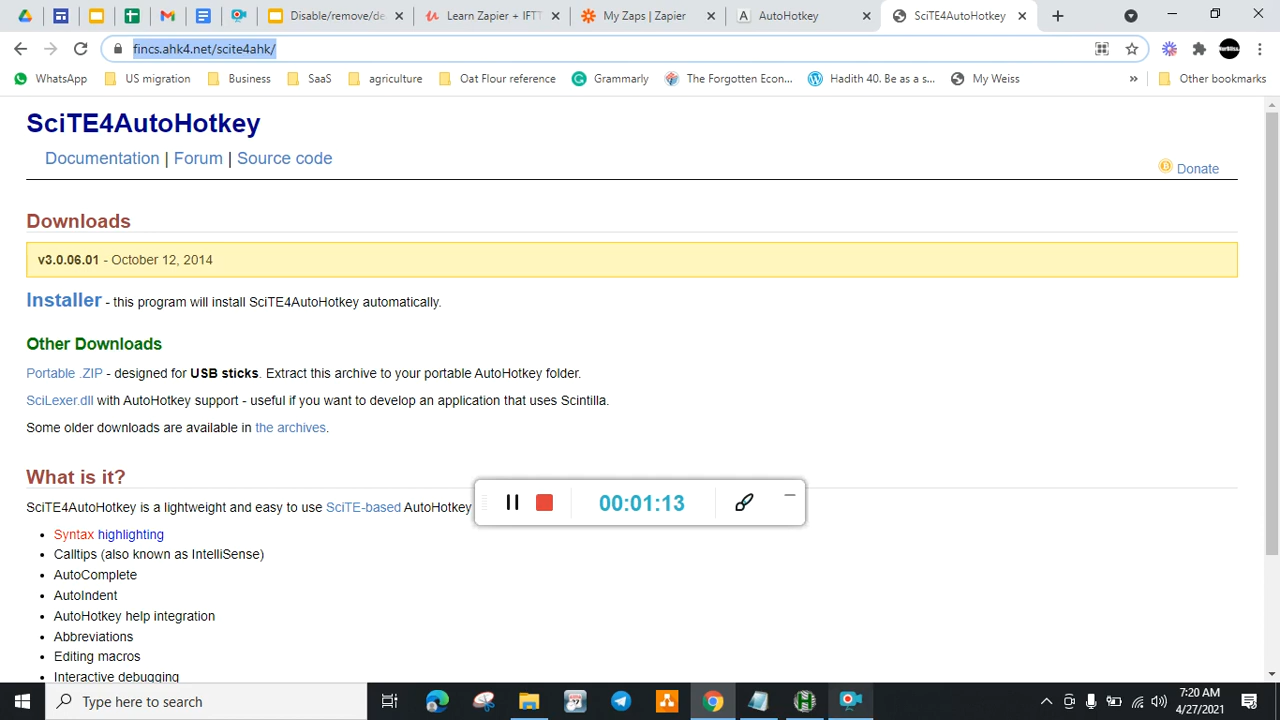 Disable/remove/de
Learn Zapier + IFTT
My Zaps | Zapier
AutoHotkey
SciTE4AutoHotkey
fincs.ahk4.net/scite4ahk/
WhatsApp
US migration
Business
SaaS
agriculture
Oat Flour reference
Grammarly
The Forgotten Econ...
Hadith 40. Be as a s...
My Weiss
»
Other bookmarks
SciTE4AutoHotkey
Documentation | Forum | Source code
Donate
Downloads
v3.0.06.01 - October 12, 2014
Installer - this program will install SciTE4AutoHotkey automatically.
Other Downloads
Portable .ZIP - designed for USB sticks. Extract this archive to your portable AutoHotkey folder.
SciLexer.dll with AutoHotkey support - useful if you want to develop an application that uses Scintilla.
Some older downloads are available in the archives.
What is it?
SciTE4AutoHotkey is a lightweight and easy to use SciTE-based AutoHotkey
00:01:13
• Syntax highlighting
• Calltips (also known as IntelliSense)
• AutoComplete
• AutoIndent
• AutoHotkey help integration
• Abbreviations
• Editing macros
• Interactive debugging
Type here to search
7:20 AM
4/27/2021